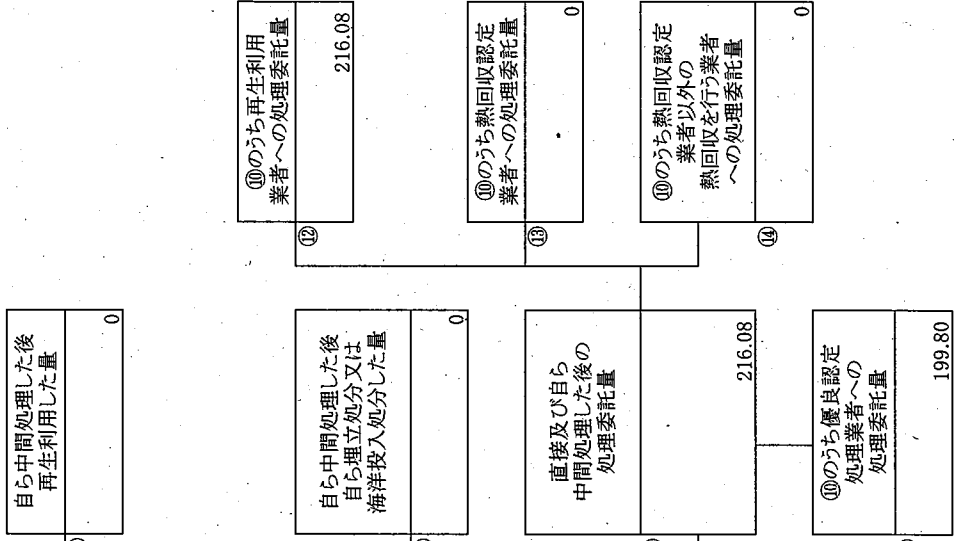 自ら中間処理した後
再生利用した量
0
自ら中間処理した後
自ら埋立処分又は
海洋投入処分した量
0
直接及び自ら
中間処理した後の
処理委託量
216.08
⑩のうち優良認定
処理業者への
処理委託量
199.80
⑩のうち再生利用
業者への処理委託量
216.08
⑫
⑩のうち熱回収認定
業者への処理委託量
0
⑬
⑩のうち熱回収認定
業者以外の
熱回収を行う業者
への処理委託量
0
⑭